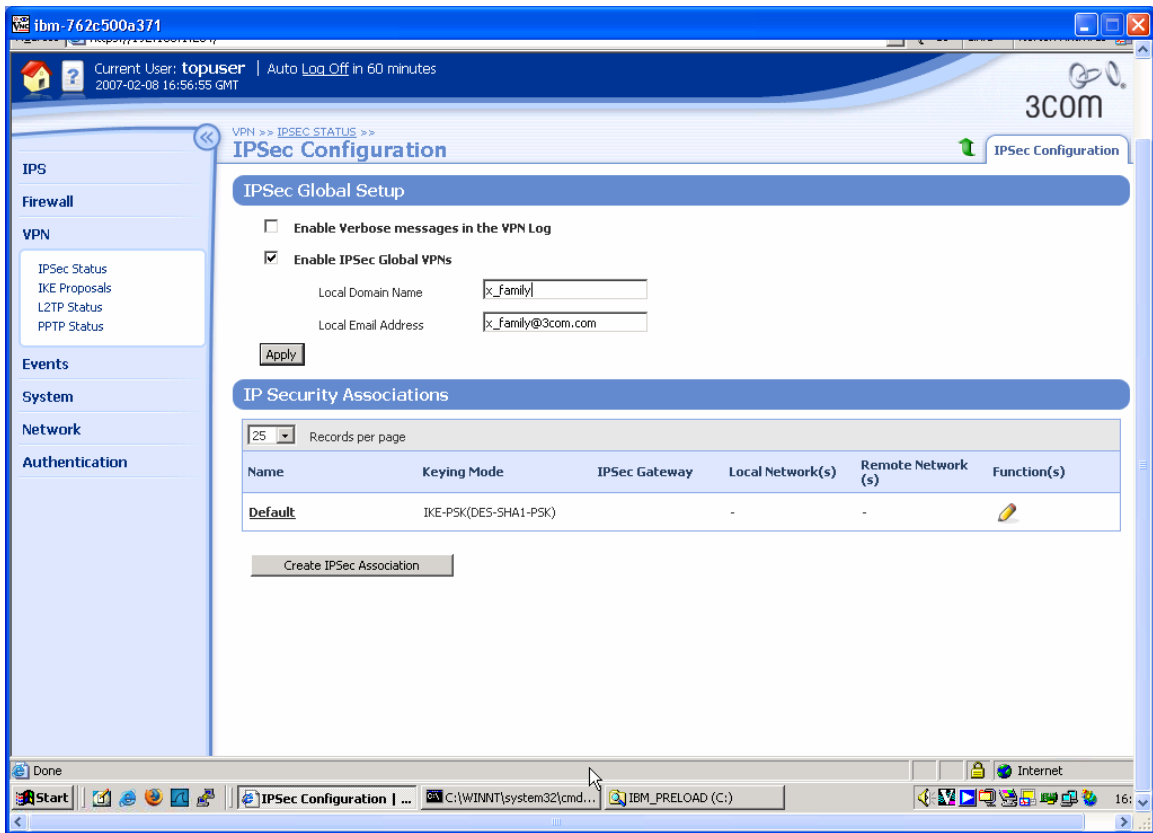 ibm-762c500a371
Current User: topuser | Auto Log Off in 60 minutes
2007-02-08 16:56:55 GMT
3COM
VPN >> IPSEC STATUS >>
IPSec Configuration
IPSec Configuration
IPS
Firewall
VPN
IPSec Status
IKE Proposals
L2TP Status
PPTP Status
Events
System
Network
Authentication
IPSec Global Setup
Enable Verbose messages in the VPN Log
Enable IPSec Global VPNs
Local Domain Name x_family
Local Email Address x_family@3com.com
Apply
IP Security Associations
25 Records per page
Name Keying Mode IPSec Gateway Local Network(s) Remote Network (s) Function(s)
Default IKE-PSK(DES-SHA1-PSK) - -
Create IPSec Association
Done Internet
Start IPSec Configuration | ... C:\WINNT\system32\cmd... IBM_PRELOAD (C:) 16: